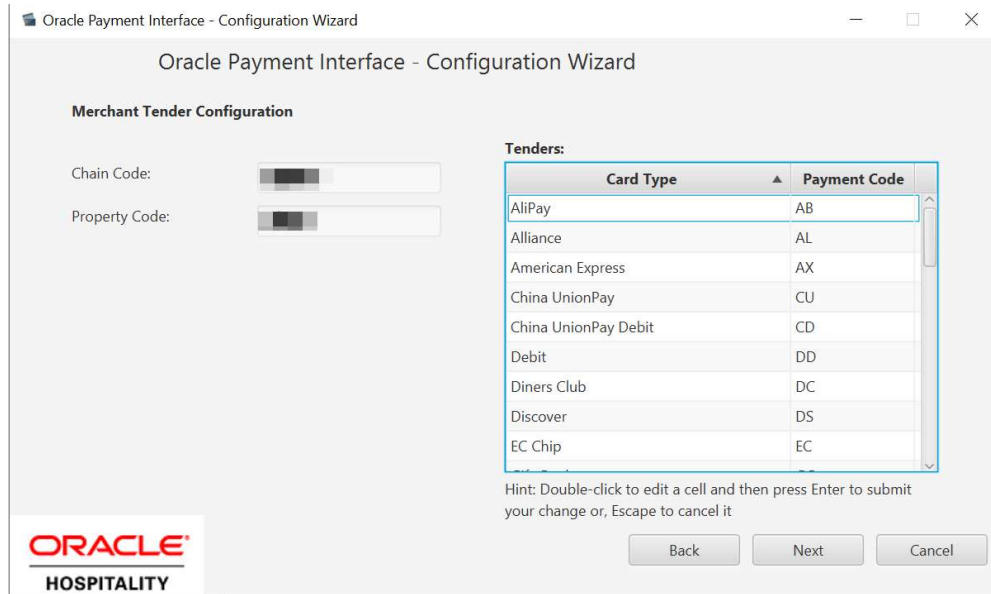 Oracle Payment Interface - Configuration Wizard
Oracle Payment Interface - Configuration Wizard
Merchant Tender Configuration
Chain Code:
Property Code:
Tenders:
Card Type Payment Code
AliPay AB
Alliance AL
American Express AX
China UnionPay CU
China UnionPay Debit CD
Debit DD
Diners Club DC
Discover DS
EC Chip EC
Hint: Double-click to edit a cell and then press Enter to submit
your change or, Escape to cancel it
Back Next Cancel
ORACLE®
HOSPITALITY